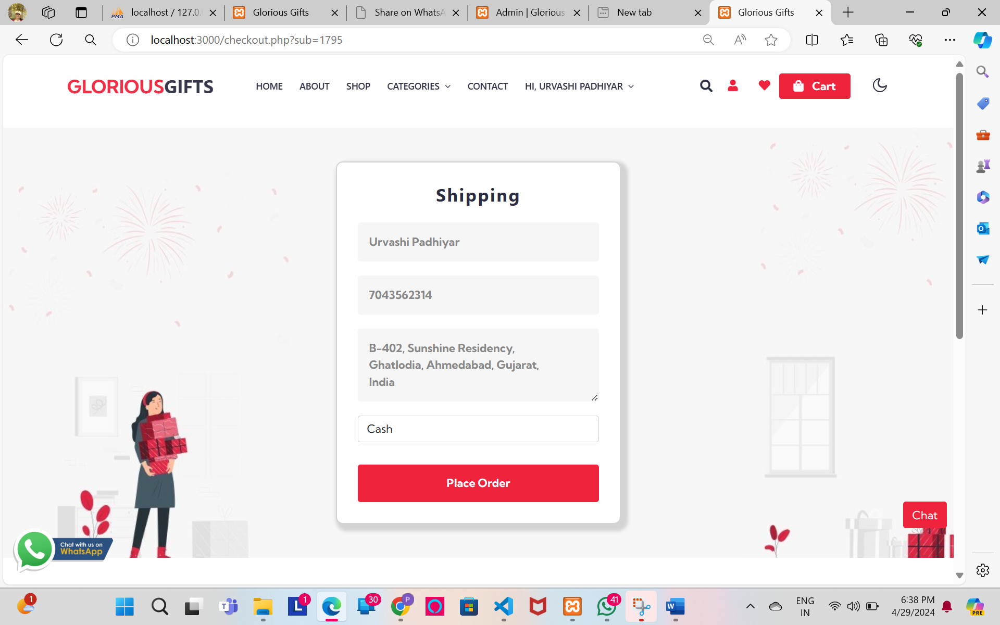 localhost / 127.0.
Glorious Gifts
Share on WhatsA
Admin | Glorious
New tab
Glorious Gifts
localhost:3000/checkout.php?sub=1795
GLORIOUSGIFTS
HOME
ABOUT
SHOP
CATEGORIES
CONTACT
HI, URVASHI PADHIYAR
Cart
Shipping
Urvashi Padhiyar
7043562314
B-402, Sunshine Residency,
Ghatlodia, Ahmedabad, Gujarat,
India
Cash
Place Order
Chat
Chat with us on
WhatsApp
1
1
30
P
41
ENG
IN
6:38 PM
4/29/2024
PRE